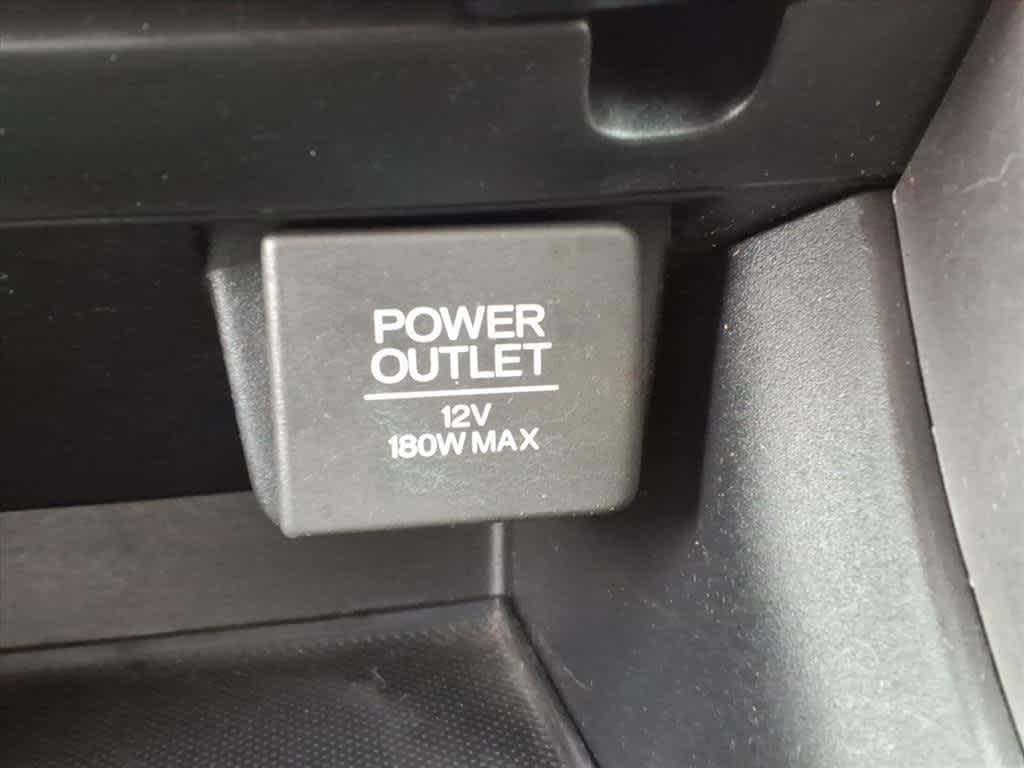 POWER
OUTLET
12V
180W MAX